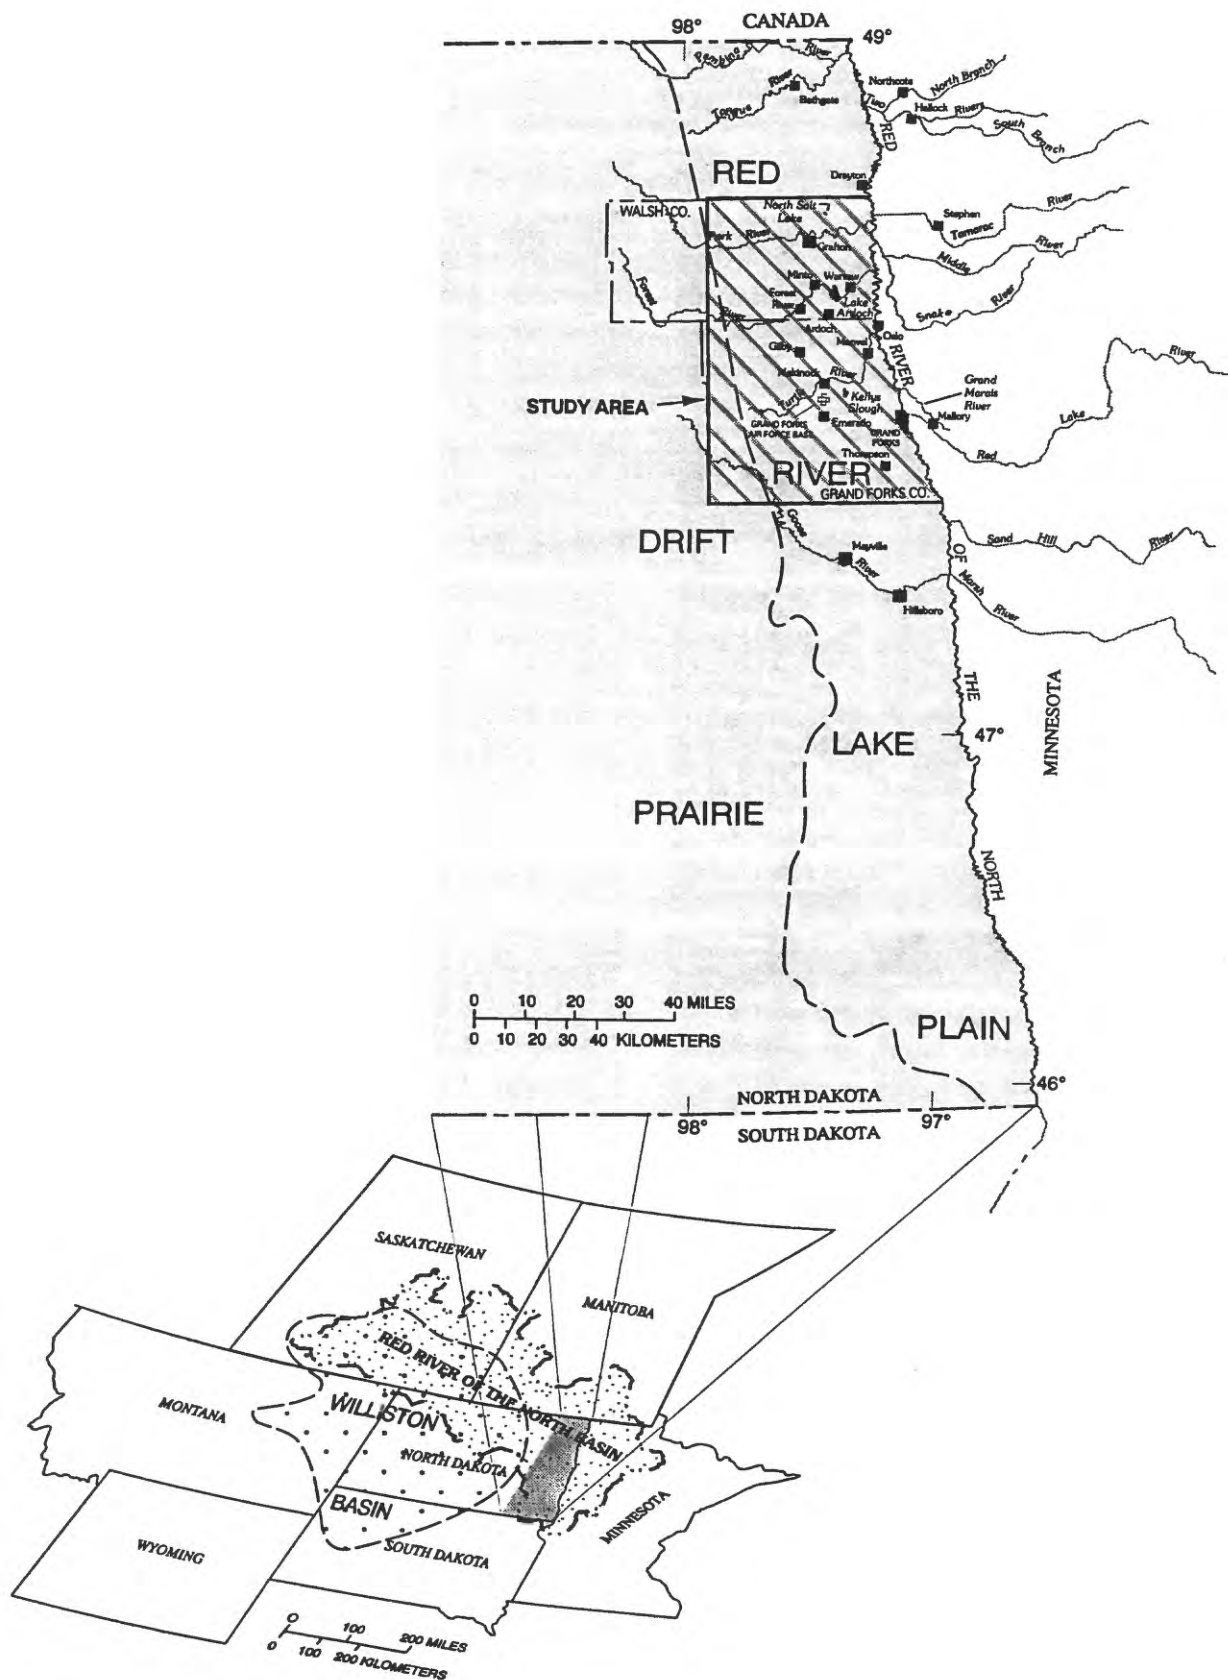 CANADA
98°
49°
Pembina River
Tongue River
Bathgate
Northcote
North Branch
Two Rivers
Hallock
South Branch
RED
RED
Drayton
WALSH CO.
North Salt Lake
Park River
Grafton
Stephen
Tamarac River
Middle River
Snake River
Forest River
Minto
Warsaw
Forest River
Lake Ardoch
Ardoch
Oslo
Gilby
Manvel
RIVER
Mekinock
Turtle River
Kellys Slough
Grand Marais River
Mallory
Red Lake River
STUDY AREA
GRAND FORKS AIR FORCE BASE
Emerado
GRAND FORKS
Thompson
RIVER
GRAND FORKS CO.
DRIFT
Goose River
Mayville
Hillsboro
OF
Sand Hill River
Marsh River
THE
MINNESOTA
LAKE
47°
PRAIRIE
NORTH
0 10 20 30 40 MILES
0 10 20 30 40 KILOMETERS
PLAIN
46°
NORTH DAKOTA
98°
97°
SOUTH DAKOTA
SASKATCHEWAN
MANITOBA
RED RIVER OF THE NORTH BASIN
MONTANA
WILLISTON
NORTH DAKOTA
BASIN
MINNESOTA
WYOMING
SOUTH DAKOTA
0 100 200 MILES
0 100 200 KILOMETERS